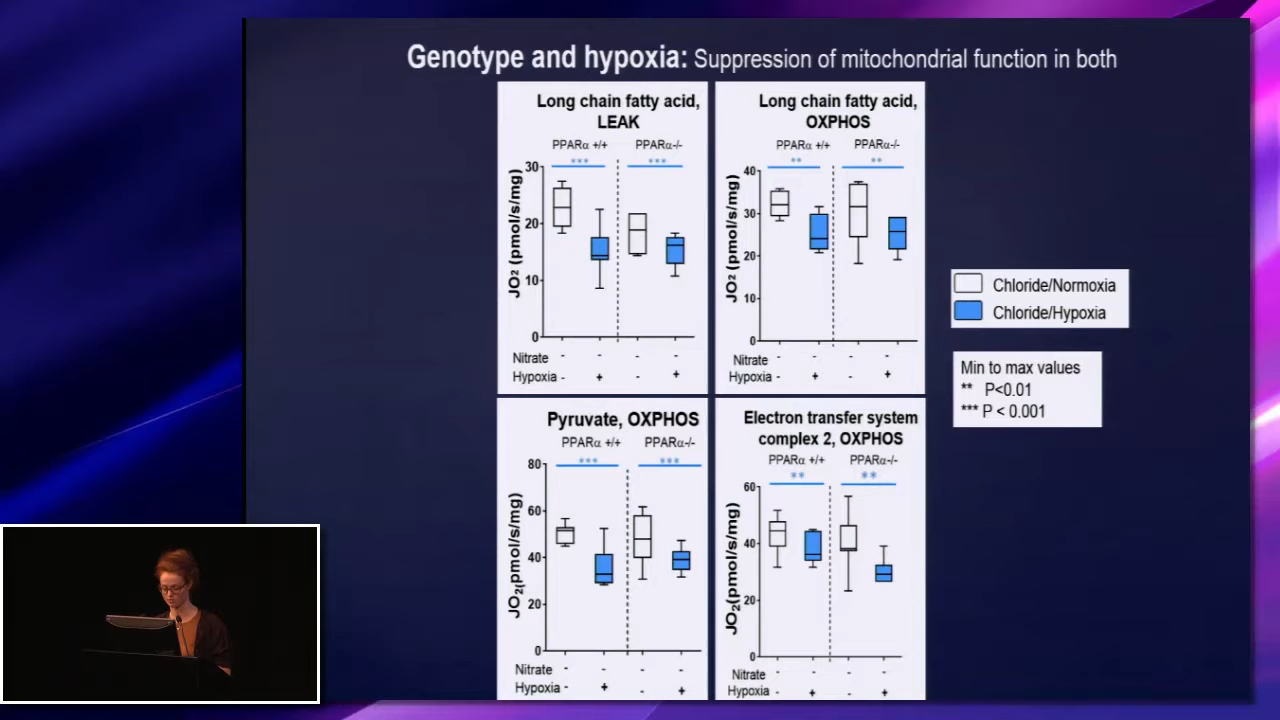 Genotype and hypoxia: Suppression of mitochondrial function in both
Long chain fatty acid,
LEAK
PPARα +/+ PPARα-/-
*** ***
JO² (pmol/s/mg)
30
20
10
0
Nitrate - - - -
Hypoxia - + - +
Long chain fatty acid,
OXPHOS
PPARα +/+ PPARα-/-
** **
JO² (pmol/s/mg)
40
30
20
10
0
Nitrate - - - -
Hypoxia - + - +
Chloride/Normoxia
Chloride/Hypoxia
Min to max values
** P<0.01
*** P < 0.001
Pyruvate, OXPHOS
PPARα +/+ PPARα-/-
*** ***
JO₂(pmol/s/mg)
80
60
40
20
0
Nitrate - - - -
Hypoxia - + - +
Electron transfer system
complex 2, OXPHOS
PPARα +/+ PPARα-/-
** **
JO₂(pmol/s/mg)
60
40
20
0
Nitrate - - - -
Hypoxia - + - +